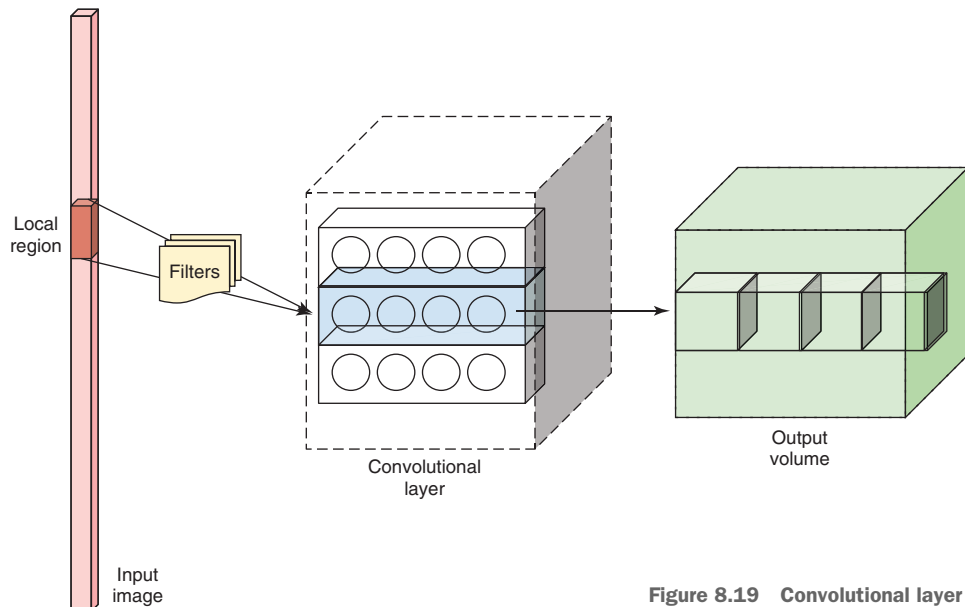 Local
region
Filters
Convolutional
layer
Output
volume
Input
image
Figure 8.19 Convolutional layer